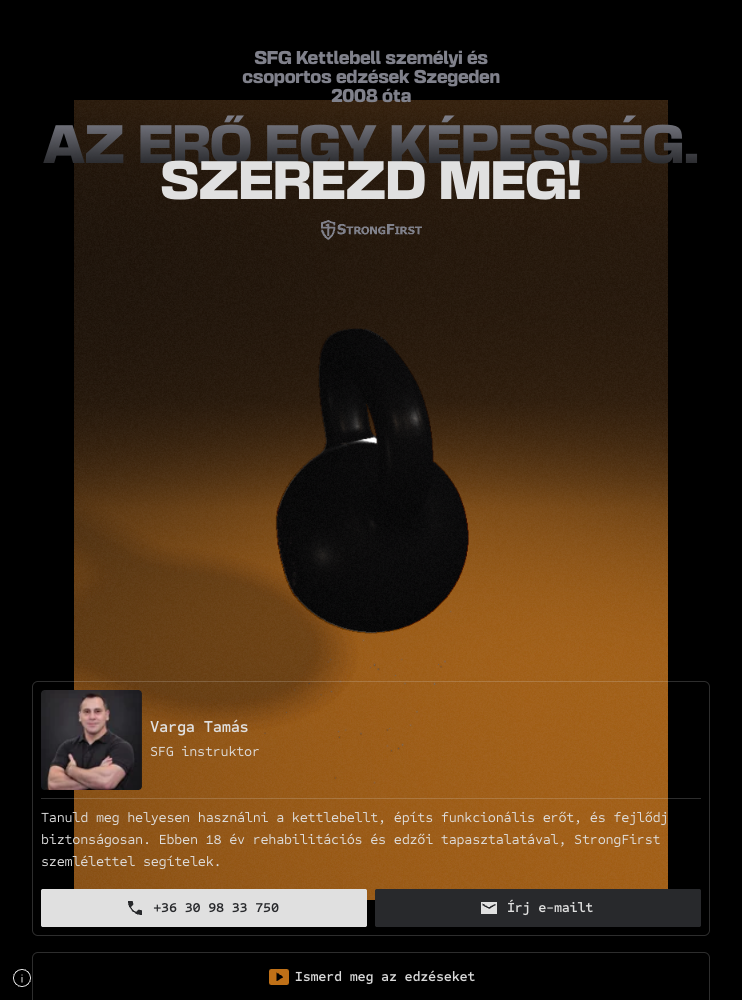 SFG Kettlebell személyi és
csoportos edzések Szegeden
2008 óta
AZ ERŐ EGY KÉPESSÉG.
SZEREZD MEG!
STRONGFIRST
Varga Tamás
SFG instruktor
Tanuld meg helyesen használni a kettlebellt, építs funkcionális erőt, és fejlődj
biztonságosan. Ebben 18 év rehabilitációs és edzői tapasztalatával, StrongFirst
szemlélettel segítelek.
+36 30 98 33 750
Írj e-mailt
Ismerd meg az edzéseket